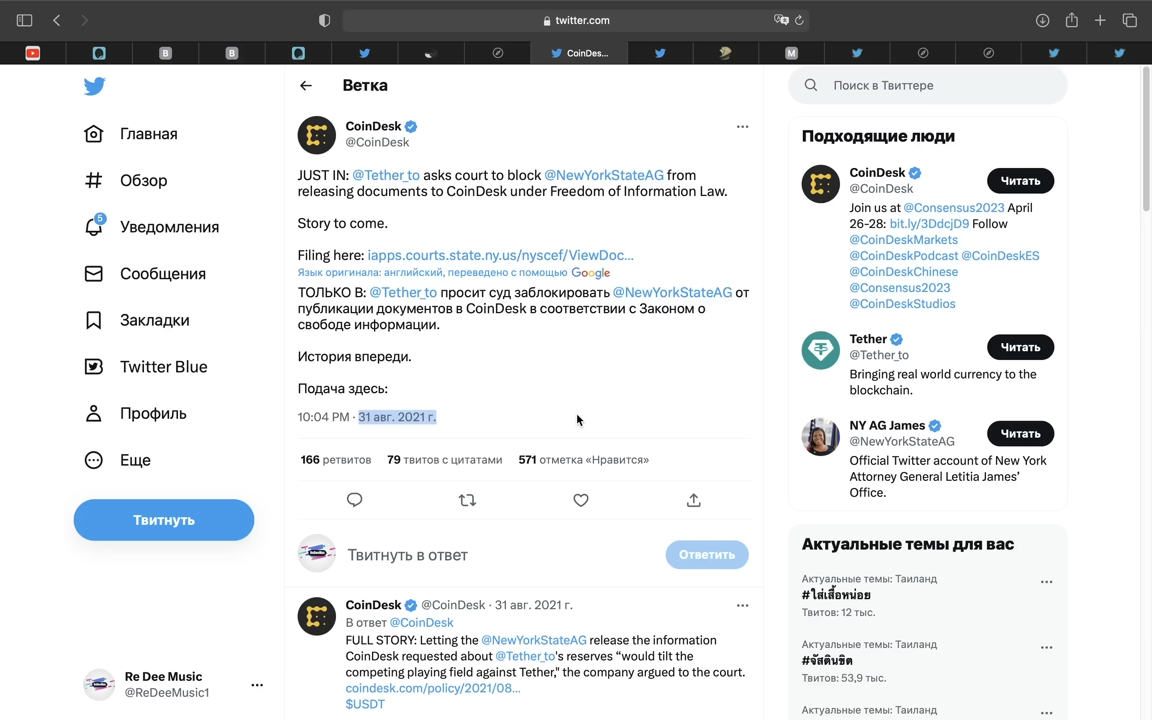 twitter.com
CoinDes...
M
B
B
Ветка
Поиск в Твиттере
Главная
Обзор
5
Уведомления
Сообщения
Закладки
Twitter Blue
Профиль
Еще
Твитнуть
Re Dee Music
@ReDeeMusic1
CoinDesk
@CoinDesk
JUST IN: @Tether_to asks court to block @NewYorkStateAG from
releasing documents to CoinDesk under Freedom of Information Law.
Story to come.
Filing here: iapps.courts.state.ny.us/nyscef/ViewDoc...
Язык оригинала: английский, переведено с помощью Google
ТОЛЬКО В: @Tether_to просит суд заблокировать @NewYorkStateAG от
публикации документов в CoinDesk в соответствии с Законом о
свободе информации.
История впереди.
Подача здесь:
10:04 PM · 31 авг. 2021 г.
166 ретвитов 79 твитов с цитатами 571 отметка «Нравится»
Твитнуть в ответ
Ответить
CoinDesk @CoinDesk · 31 авг. 2021 г.
В ответ @CoinDesk
FULL STORY: Letting the @NewYorkStateAG release the information
CoinDesk requested about @Tether_to's reserves “would tilt the
competing playing field against Tether," the company argued to the court.
coindesk.com/policy/2021/08...
$USDT
Подходящие люди
CoinDesk
@CoinDesk
Читать
Join us at @Consensus2023 April
26-28: bit.ly/3DdcjD9 Follow
@CoinDeskMarkets
@CoinDeskPodcast @CoinDeskES
@CoinDeskChinese
@Consensus2023
@CoinDeskStudios
Tether
@Tether_to
Читать
Bringing real world currency to the
blockchain.
NY AG James
@NewYorkStateAG
Читать
Official Twitter account of New York
Attorney General Letitia James’
Office.
Актуальные темы для вас
Актуальные темы: Таиланд
#ใส่เสื้อหน่อย
Твитов: 12 тыс.
Актуальные темы: Таиланд
#จัสตินขิต
Твитов: 53,9 тыс.
Актуальные темы: Таиланд